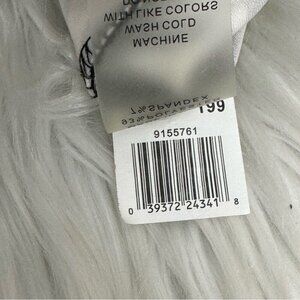 MACHINE
WASH COLD
WITH LIKE COLORS
7% SPANDEX
199
9155761
0 39372 24341 8